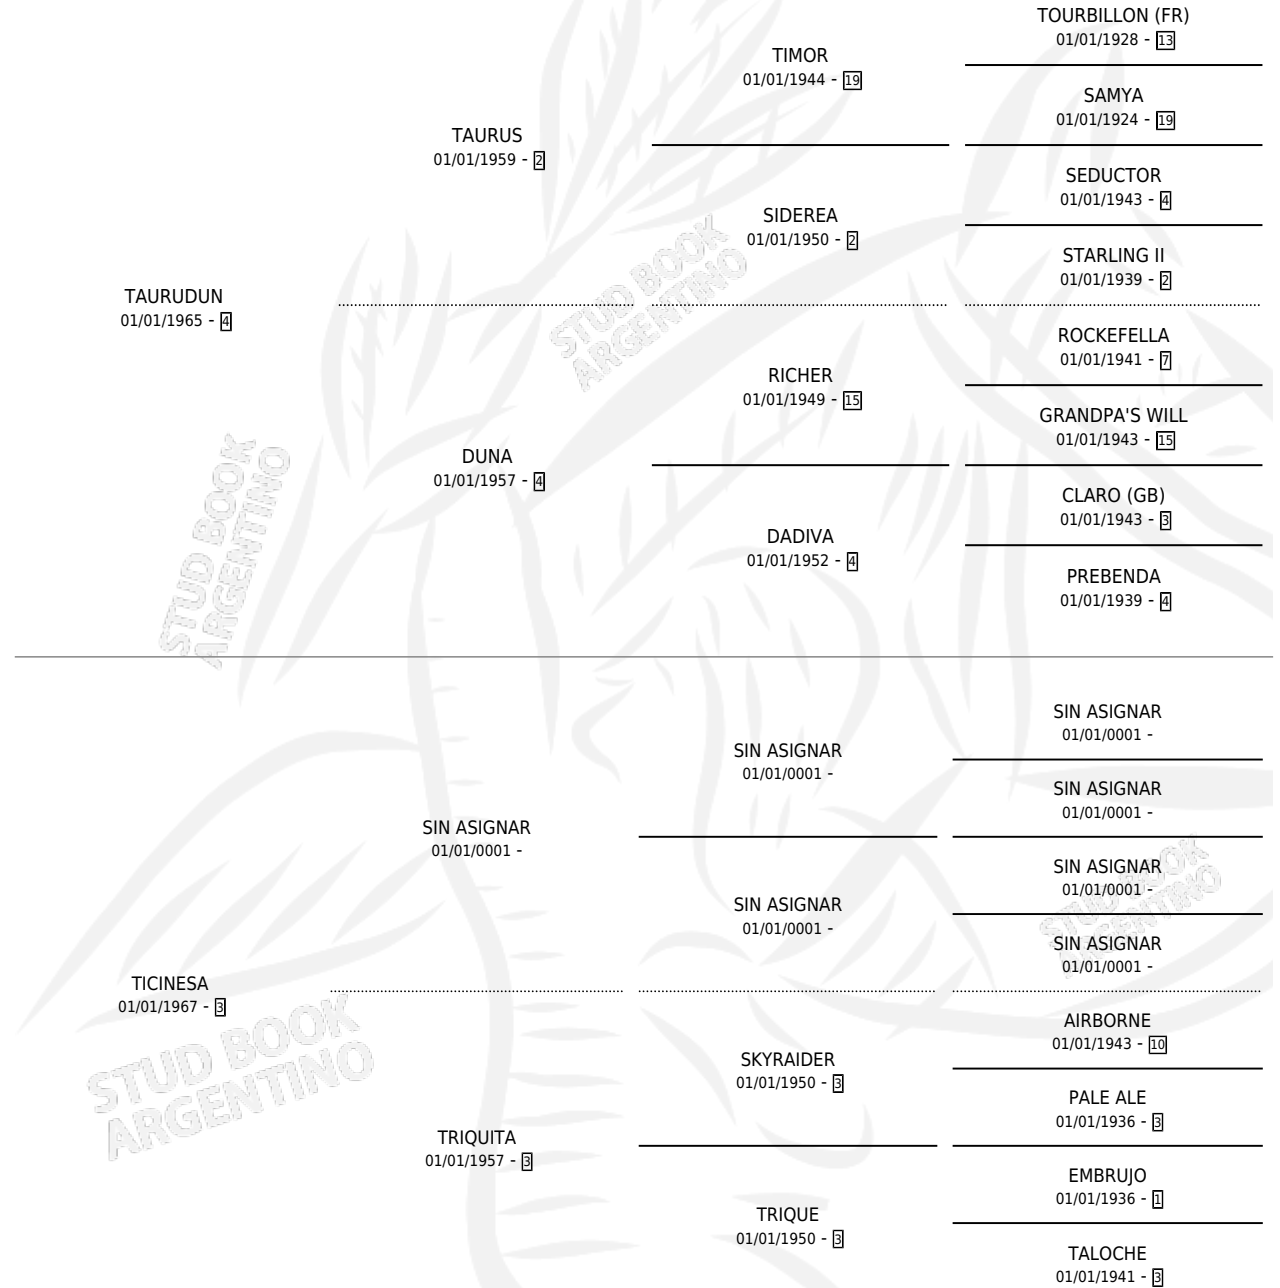 TOURBILLON (FR)
01/01/1928 - 13
TIMOR
01/01/1944 - 19
SAMYA
01/01/1924 - 19
TAURUS
01/01/1959 - 2
SEDUCTOR
01/01/1943 - 4
SIDEREA
01/01/1950 - 2
STARLING II
01/01/1939 - 2
TAURUDUN
01/01/1965 - 4
ROCKEFELLA
01/01/1941 - 7
RICHER
01/01/1949 - 15
GRANDPA'S WILL
01/01/1943 - 15
DUNA
01/01/1957 - 4
CLARO (GB)
01/01/1943 - 3
DADIVA
01/01/1952 - 4
PREBENDA
01/01/1939 - 4
STUD BOOK
ARGENTINO
STUD BOOK
ARGENTINO
SIN ASIGNAR
01/01/0001 -
SIN ASIGNAR
01/01/0001 -
SIN ASIGNAR
01/01/0001 -
SIN ASIGNAR
01/01/0001 -
SIN ASIGNAR
01/01/0001 -
SIN ASIGNAR
01/01/0001 -
SIN ASIGNAR
01/01/0001 -
STUD BOOK
ARGENTINO
TICINESA
01/01/1967 - 3
AIRBORNE
01/01/1943 - 10
SKYRAIDER
01/01/1950 - 3
PALE ALE
01/01/1936 - 3
STUD BOOK
ARGENTINO
TRIQUITA
01/01/1957 - 3
EMBRUJO
01/01/1936 - 1
TRIQUE
01/01/1950 - 3
TALOCHE
01/01/1941 - 3